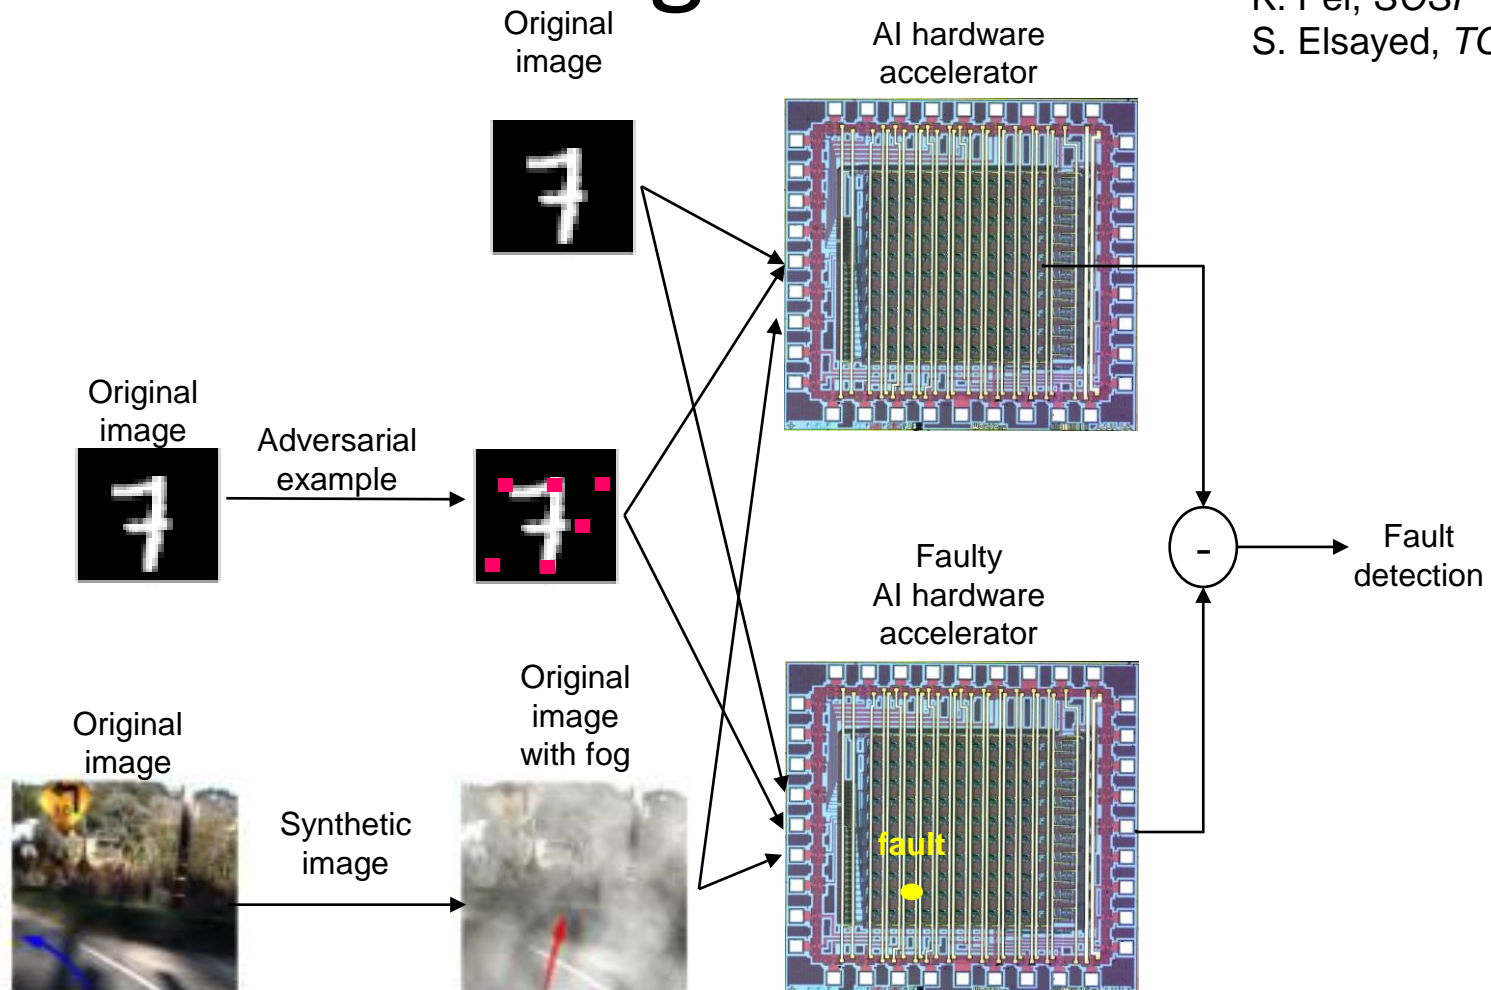 Original
image
AI hardware
accelerator
S. Elsayed,
Original
image
Adversarial
example
Faulty
AI hardware
accelerator
-
Fault
detection
Original
image
with fog
Original
image
Synthetic
image
fault